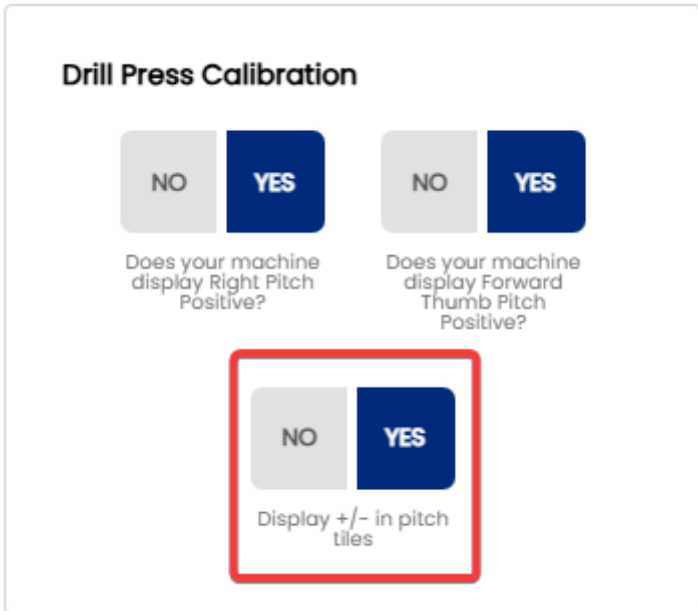 Drill Press Calibration
NO YES
NO YES
Does your machine
display Right Pitch
Positive?
Does your machine
display Forward
Thumb Pitch
Positive?
NO YES
Display +/- in pitch
tiles